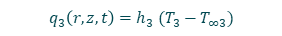 q₃(r,z,t) = h₃ (T₃ − T∞₃)